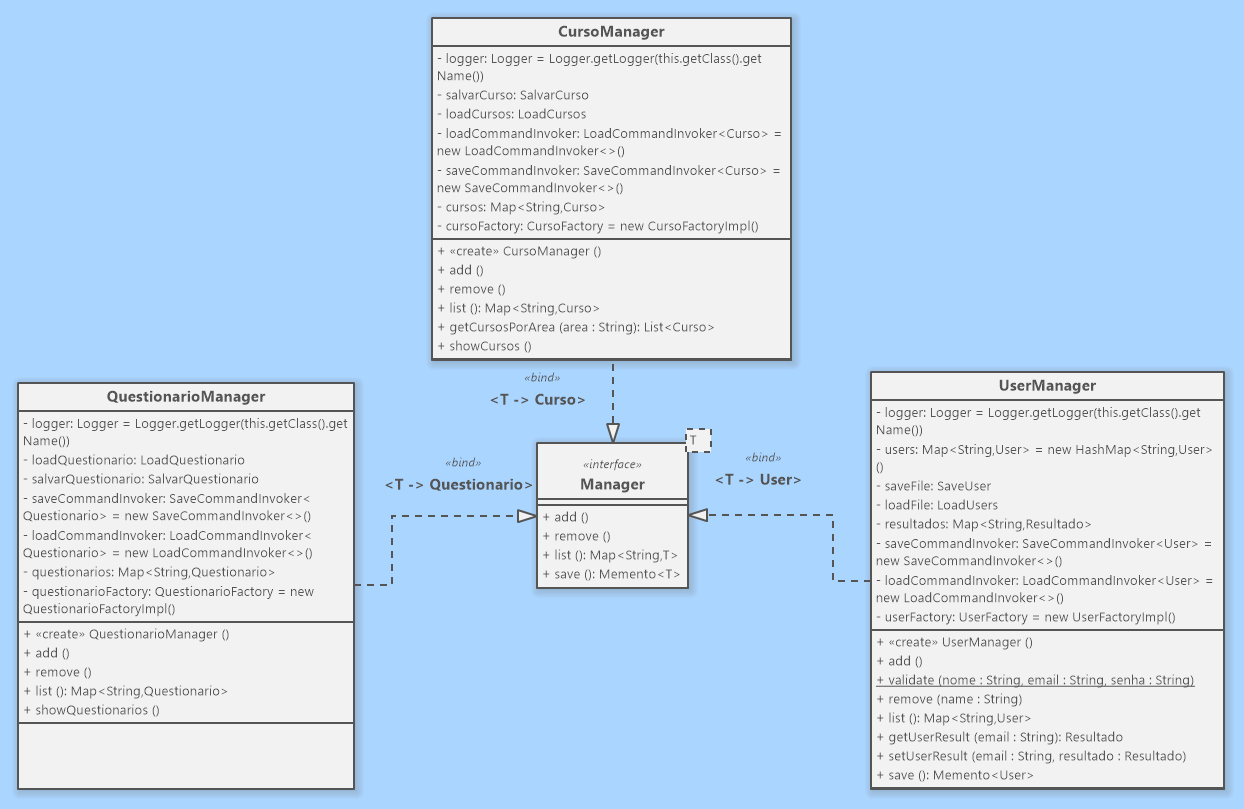 CursoManager
- logger: Logger = Logger.getLogger(this.getClass().get
Name())
- salvarCurso: SalvarCurso
- loadCursos: LoadCursos
- loadCommandInvoker: LoadCommandInvoker<Curso> =
new LoadCommandInvoker<>()
- saveCommandInvoker: SaveCommandInvoker<Curso> =
new SaveCommandInvoker<>()
- cursos: Map<String,Curso>
- cursoFactory: CursoFactory = new CursoFactoryImpl()
+ «create» CursoManager ()
+ add ()
+ remove ()
+ list (): Map<String,Curso>
+ getCursosPorArea (area : String): List<Curso>
+ showCursos ()
«bind»
<T -> Curso>
QuestionarioManager
- logger: Logger = Logger.getLogger(this.getClass().get
Name())
- loadQuestionario: LoadQuestionario
- salvarQuestionario: SalvarQuestionario
- saveCommandInvoker: SaveCommandInvoker<
Questionario> = new SaveCommandInvoker<>()
- loadCommandInvoker: LoadCommandInvoker<
Questionario> = new LoadCommandInvoker<>()
- questionarios: Map<String,Questionario>
- questionarioFactory: QuestionarioFactory = new
QuestionarioFactoryImpl()
+ «create» QuestionarioManager ()
+ add ()
+ remove ()
+ list (): Map<String,Questionario>
+ showQuestionarios ()
«bind»
<T -> Questionario>
T
«interface»
Manager
+ add ()
+ remove ()
+ list (): Map<String,T>
+ save (): Memento<T>
«bind»
<T -> User>
UserManager
- logger: Logger = Logger.getLogger(this.getClass().get
Name())
- users: Map<String,User> = new HashMap<String,User>
()
- saveFile: SaveUser
- loadFile: LoadUsers
- resultados: Map<String,Resultado>
- saveCommandInvoker: SaveCommandInvoker<User> =
new SaveCommandInvoker<>()
- loadCommandInvoker: LoadCommandInvoker<User> =
new LoadCommandInvoker<>()
- userFactory: UserFactory = new UserFactoryImpl()
+ «create» UserManager ()
+ add ()
+ validate (nome : String, email : String, senha : String)
+ remove (name : String)
+ list (): Map<String,User>
+ getUserResult (email : String): Resultado
+ setUserResult (email : String, resultado : Resultado)
+ save (): Memento<User>